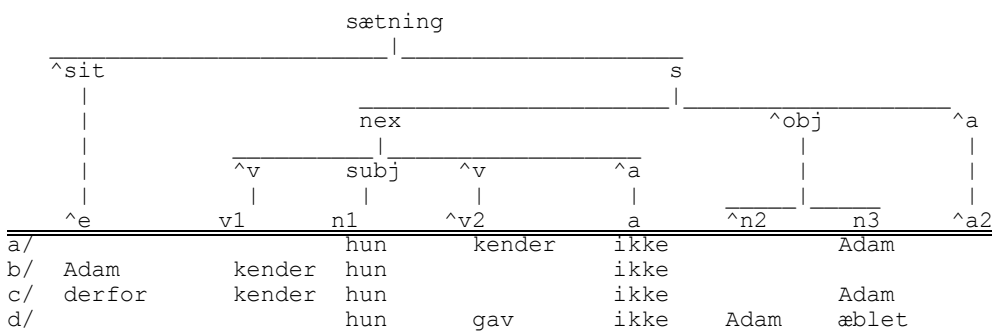 sætning
^sit s
nex ^obj ^a
^v subj ^v ^a
^e v1 n1 ^v2 a ^n2 n3 ^a2
a/ hun kender ikke Adam
b/ Adam kender hun ikke
c/ derfor kender hun ikke Adam
d/ hun gav ikke Adam æblet